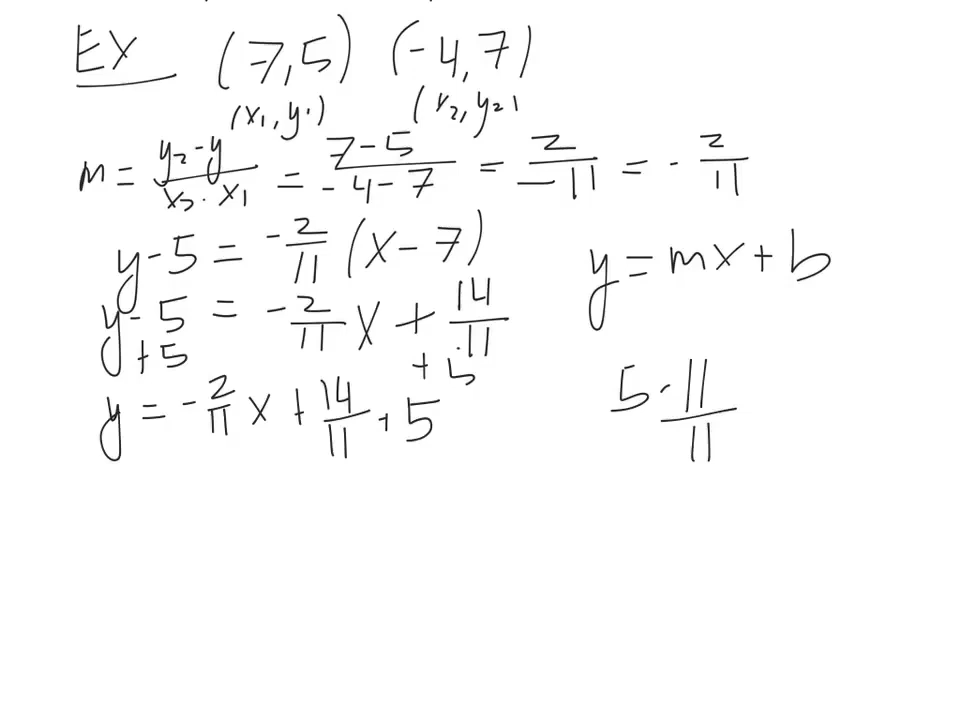 EX (7,5) (-4,7)
(x₁,y₁) (x₂,y₂)
m = y₂-y/x₂-x₁ = 7-5/-4-7 = 2/-11 = -2/11
y-5 = -2/11 (x-7) y=mx+b
y-5 = -2/11 x + 14/11
+5 +5
y = -2/11 x + 14/11 + 5 5·11/11